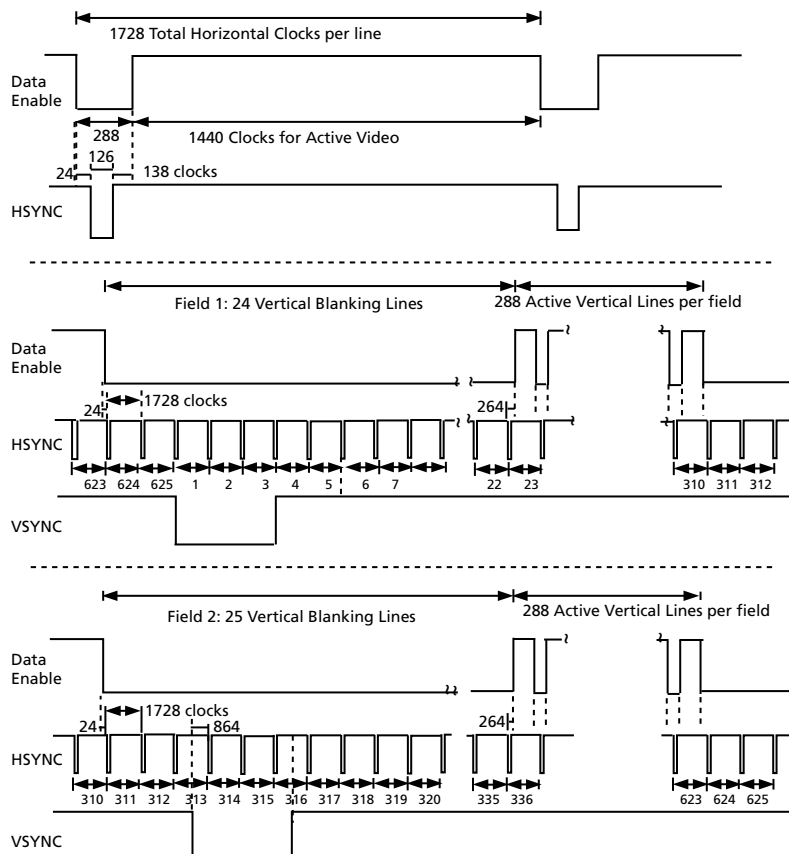 1728 Total Horizontal Clocks per line
Data
Enable
288
1440 Clocks for Active Video
126
24
138 clocks
HSYNC
Field 1: 24 Vertical Blanking Lines
288 Active Vertical Lines per field
Data
Enable
1728 clocks
24
264
HSYNC
623 624 625 1 2 3 4 5 6 7 22 23 310 311 312
VSYNC
Field 2: 25 Vertical Blanking Lines
288 Active Vertical Lines per field
Data
Enable
1728 clocks
24
864
264
HSYNC
310 311 312 313 314 315 316 317 318 319 320 335 336 623 624 625
VSYNC